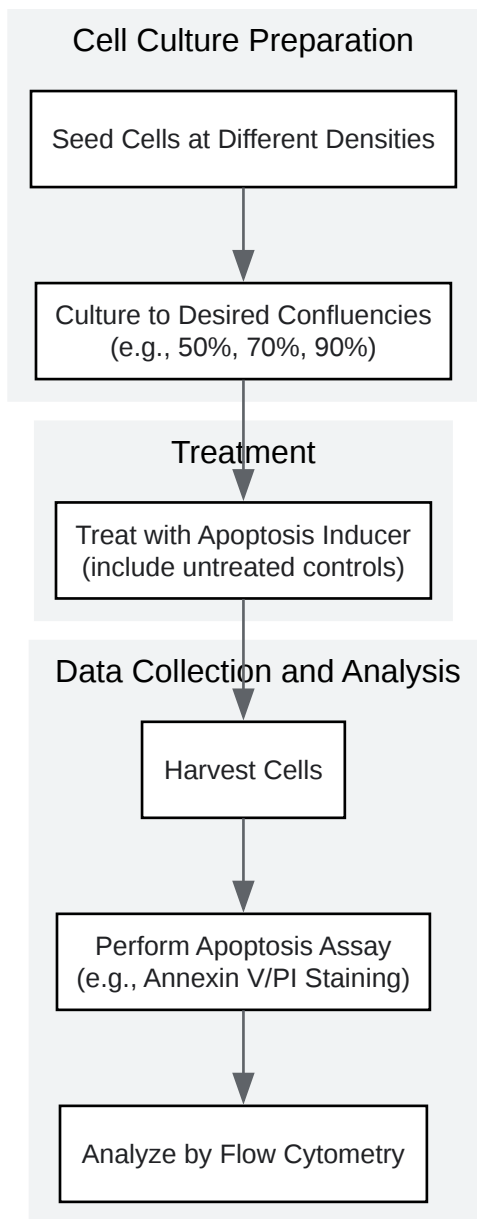 Cell Culture Preparation
Seed Cells at Different Densities
Culture to Desired Confluencies
(e.g., 50%, 70%, 90%)
Treatment
Treat with Apoptosis Inducer
(include untreated controls)
Data Collection and Analysis
Harvest Cells
Perform Apoptosis Assay
(e.g., Annexin V/PI Staining)
Analyze by Flow Cytometry